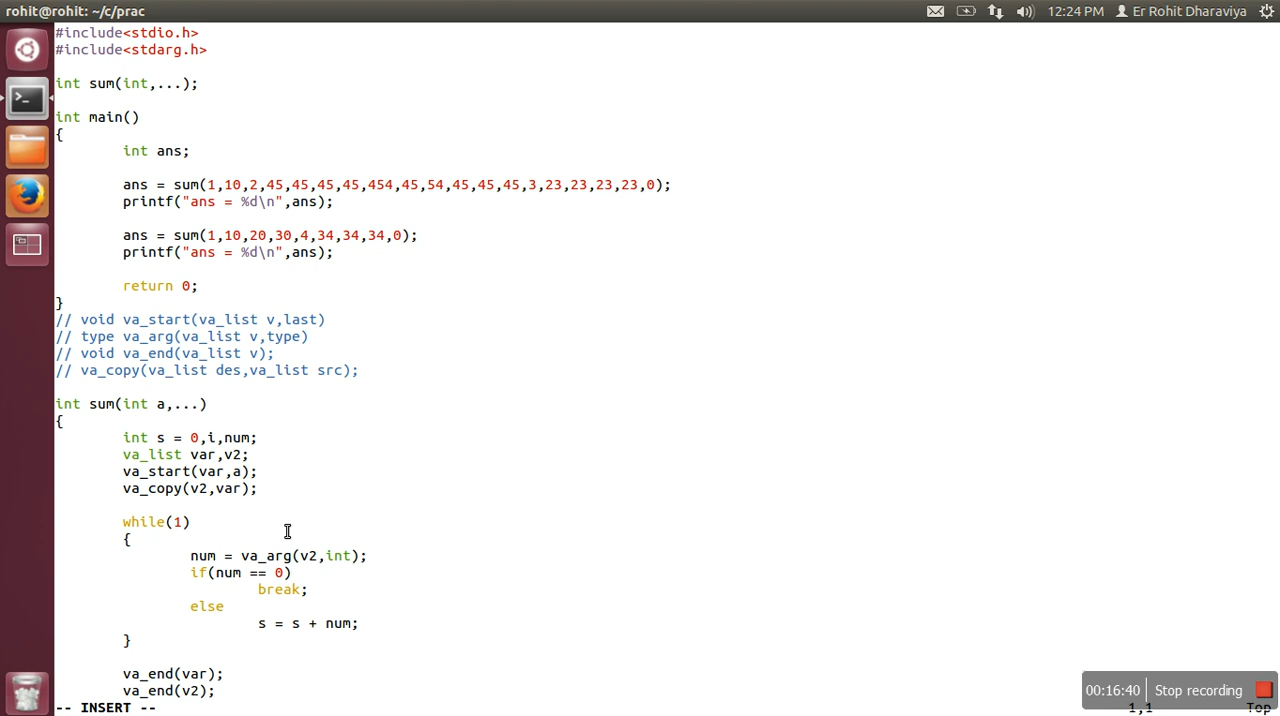 rohit@rohit: ~/c/prac
12:24 PM Er Rohit Dharaviya
#include<stdio.h>
#include<stdarg.h>
int sum(int,...);
int main()
{
int ans;
ans = sum(1,10,2,45,45,45,45,454,45,54,45,45,45,3,23,23,23,23,0);
printf("ans = %d\n",ans);
ans = sum(1,10,20,30,4,34,34,34,0);
printf("ans = %d\n",ans);
return 0;
}
// void va_start(va_list v,last)
// type va_arg(va_list v,type)
// void va_end(va_list v);
// va_copy(va_list des,va_list src);
int sum(int a,...)
{
int s = 0,i,num;
va_list var,v2;
va_start(var,a);
va_copy(v2,var);
while(1)
{
num = va_arg(v2,int);
if(num == 0)
break;
else
s = s + num;
}
va_end(var);
va_end(v2);
00:16:40 Stop recording
-- INSERT -- 1,1 Top